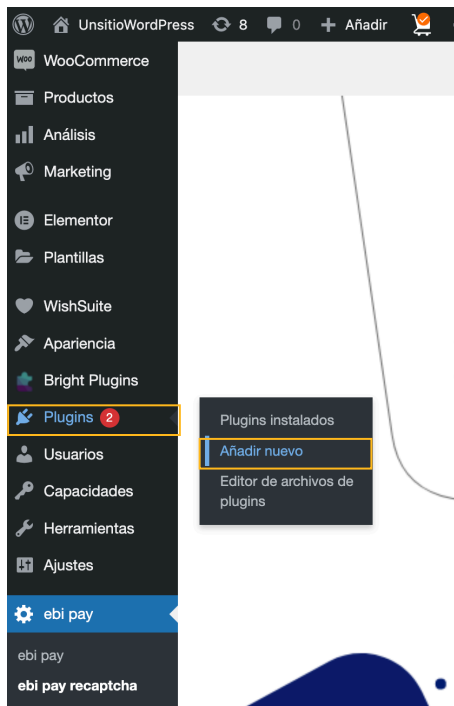 UnsitioWordPress 8 0 + Añadir
WOO WooCommerce
Productos
Análisis
Marketing
Elementor
Plantillas
WishSuite
Apariencia
Bright Plugins
Plugins 2
Plugins instalados
Añadir nuevo
Editor de archivos de
plugins
Usuarios
Capacidades
Herramientas
Ajustes
ebi pay
ebi pay
ebi pay recaptcha